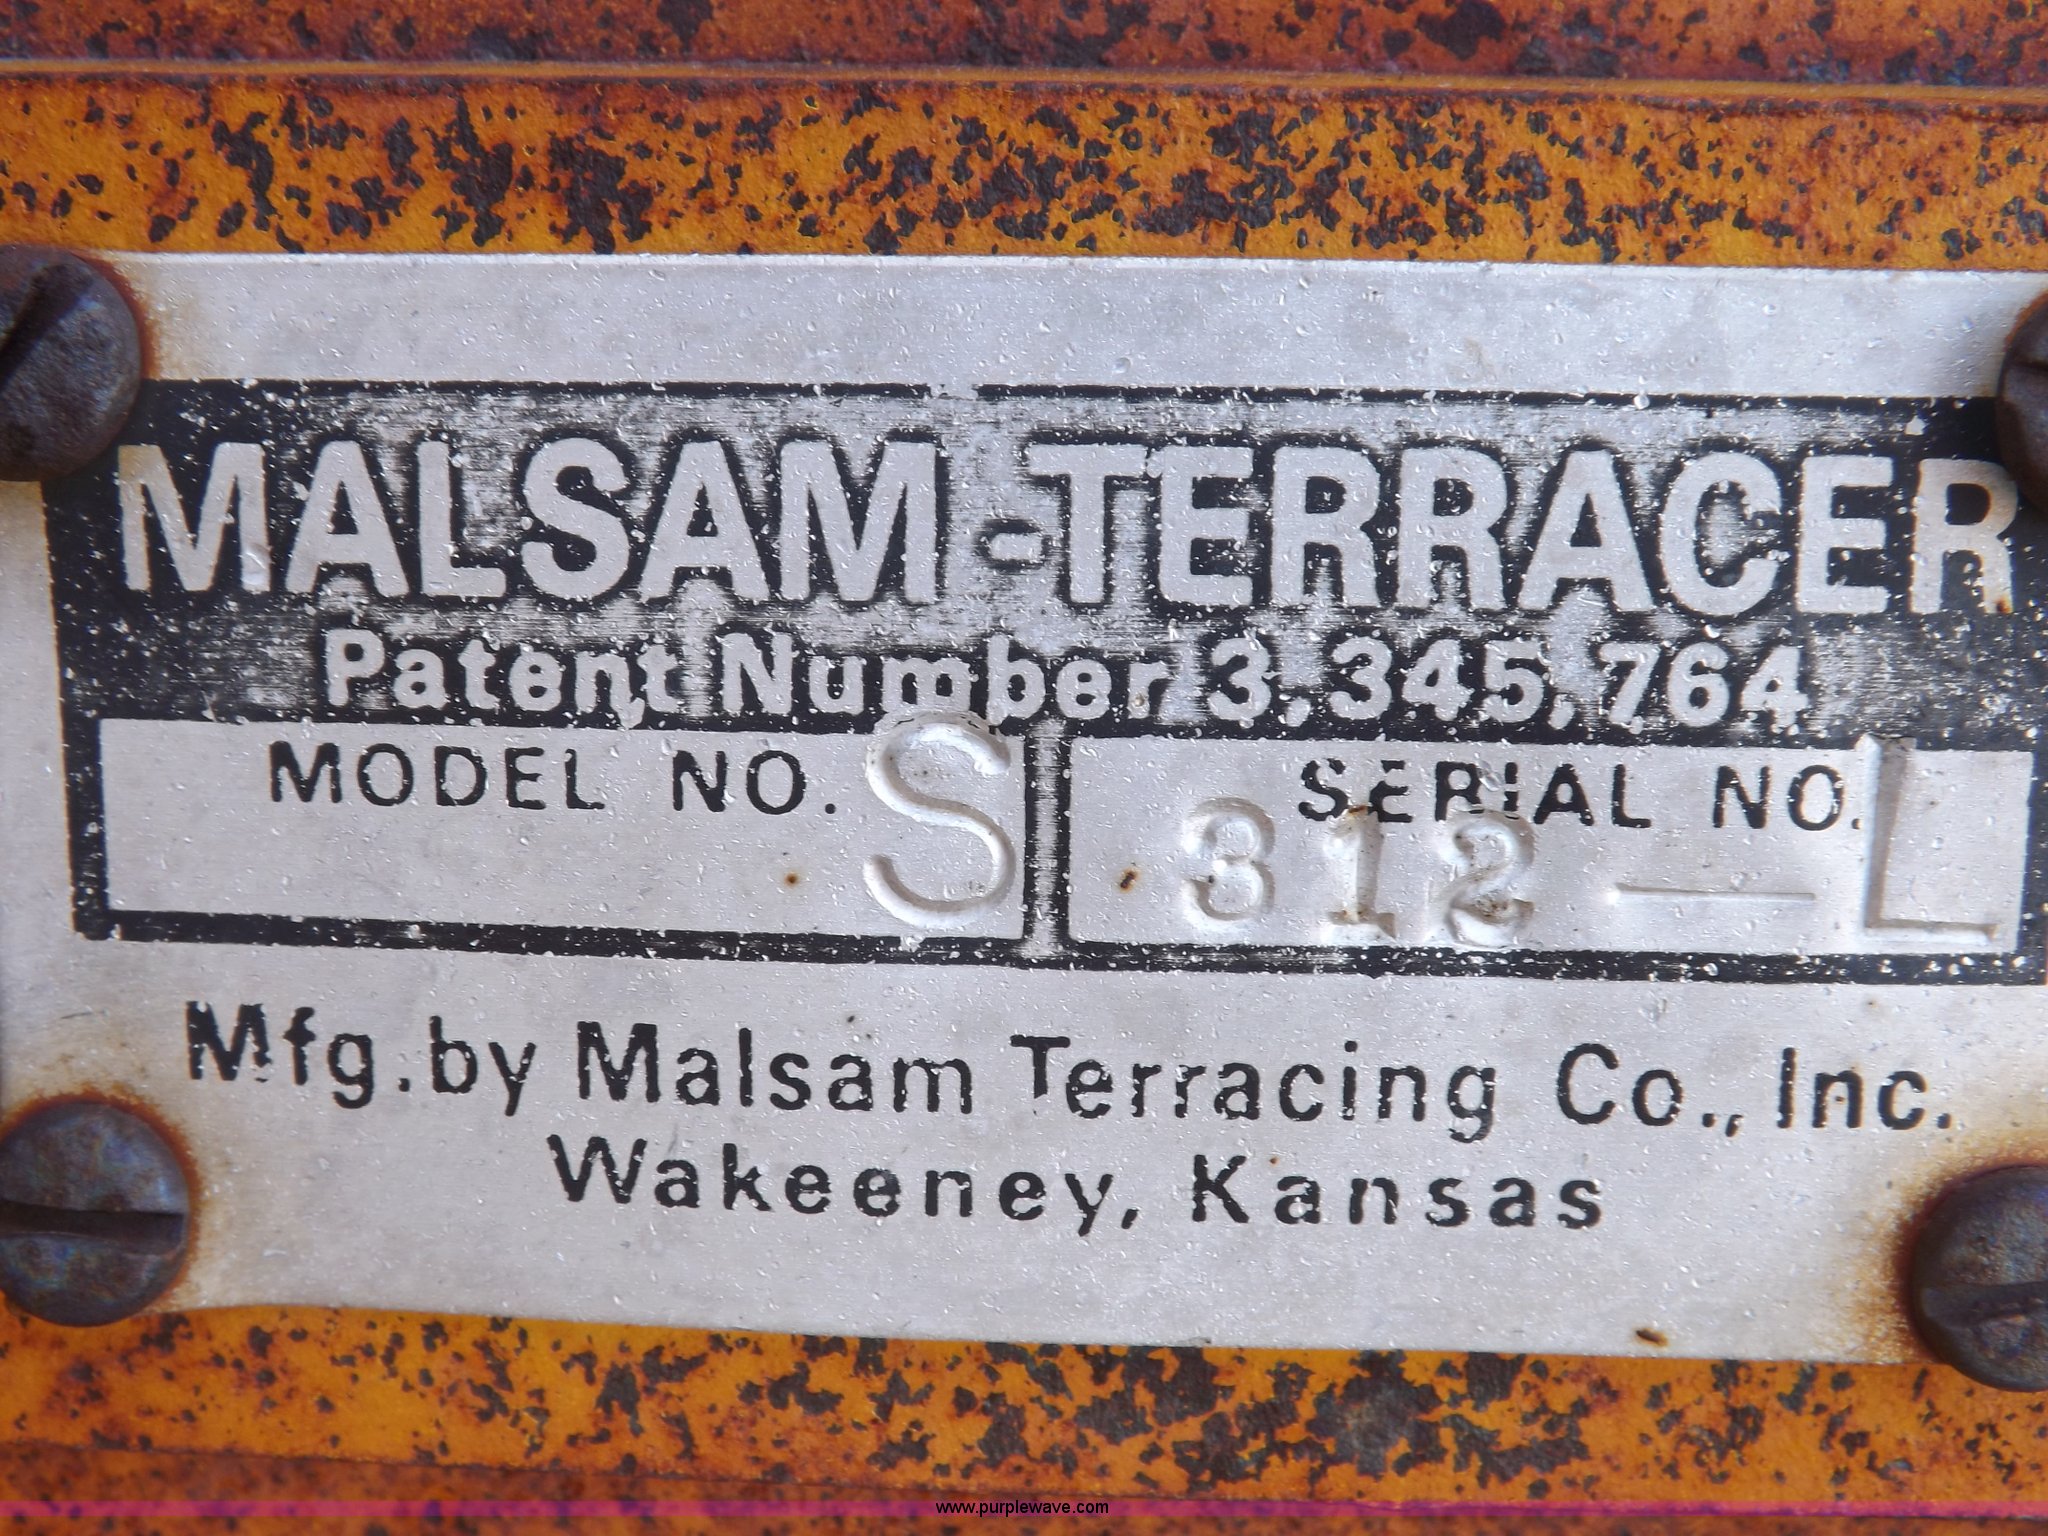 MALSAM-TERRACER
Patent Number 3,345,764
MODEL NO. S
SERIAL NO. 312-L
Mfg. by Malsam Terracing Co., Inc.
Wakeeney, Kansas
www.purplewave.com